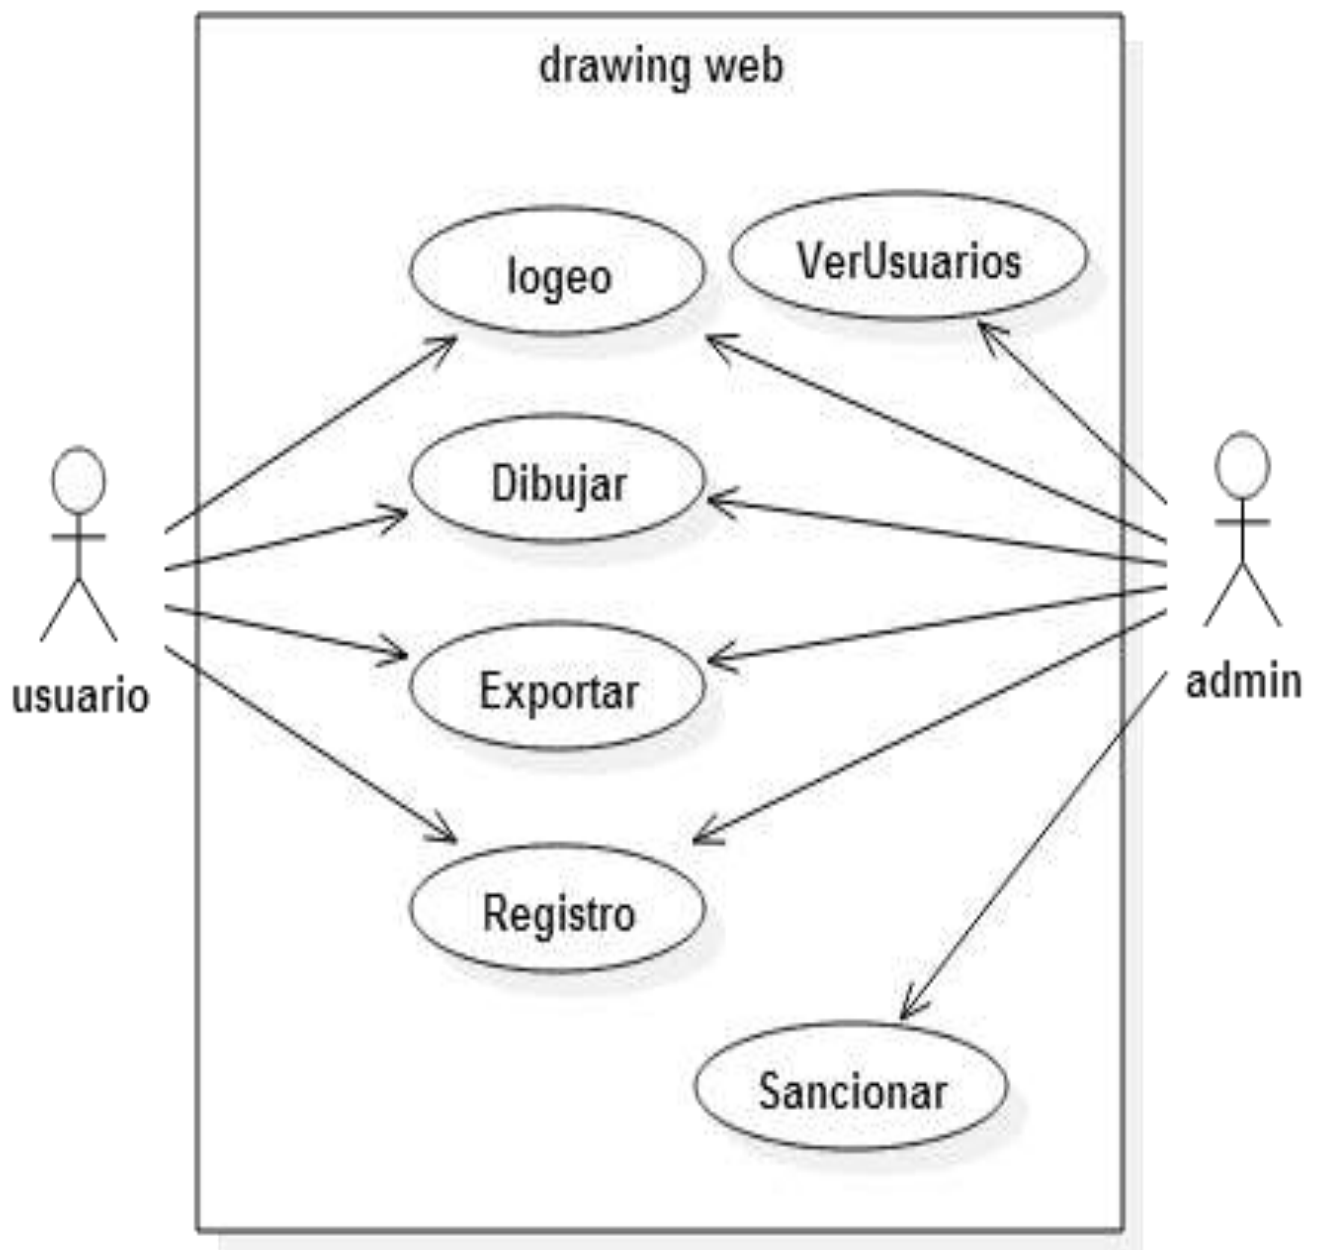 drawing web
logeo
VerUsuarios
Dibujar
Exportar
usuario
admin
Registro
Sancionar